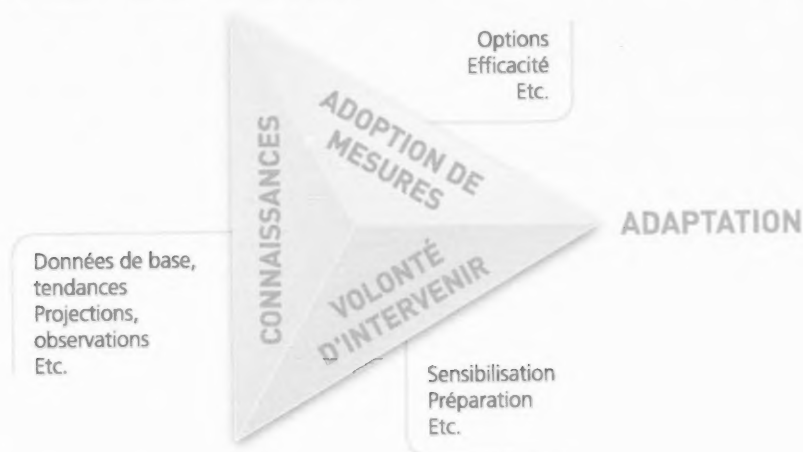 Options
Efficacité
Etc.
ADOPTION DE
MESURES
CONNAISSANCES
ADAPTATION
Données de base,
tendances
Projections,
observations
Etc.
VOLONTÉ
D'INTERVENIR
Sensibilisation
Préparation
Etc.